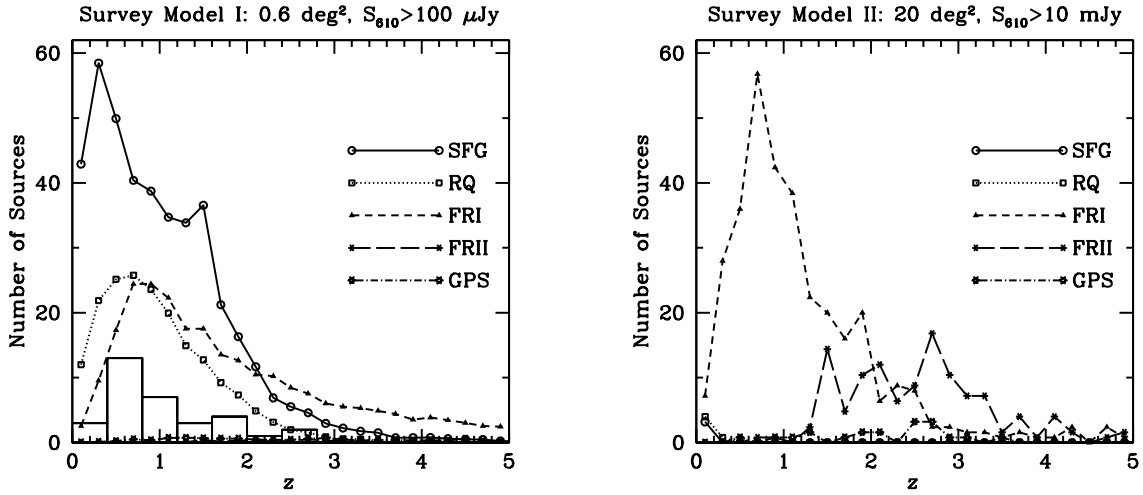 Survey Model I: 0.6 deg², S₆₁₀>100 μJy
Number of Sources
60
40
20
0
SFG
RQ
FRI
FRII
GPS
0 1 2 3 4 5
z
Survey Model II: 20 deg², S₆₁₀>10 mJy
Number of Sources
60
40
20
0
SFG
RQ
FRI
FRII
GPS
0 1 2 3 4 5
z